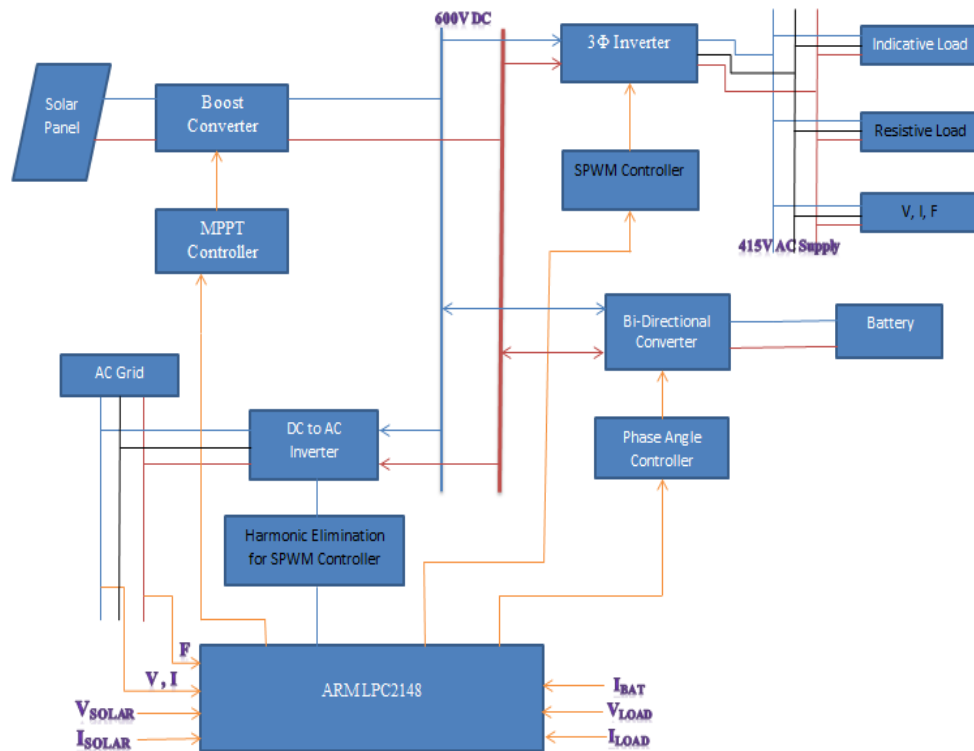 600V DC
3Φ Inverter
Indicative Load
Solar
Panel
Boost
Converter
Resistive Load
SPWM Controller
MPPT
Controller
V, I, F
415V AC Supply
Bi-Directional
Converter
Battery
AC Grid
DC to AC
Inverter
Phase Angle
Controller
Harmonic Elimination
for SPWM Controller
F
V , I
ARM LPC2148
VSOLAR
ISOLAR
IBAT
VLOAD
ILOAD